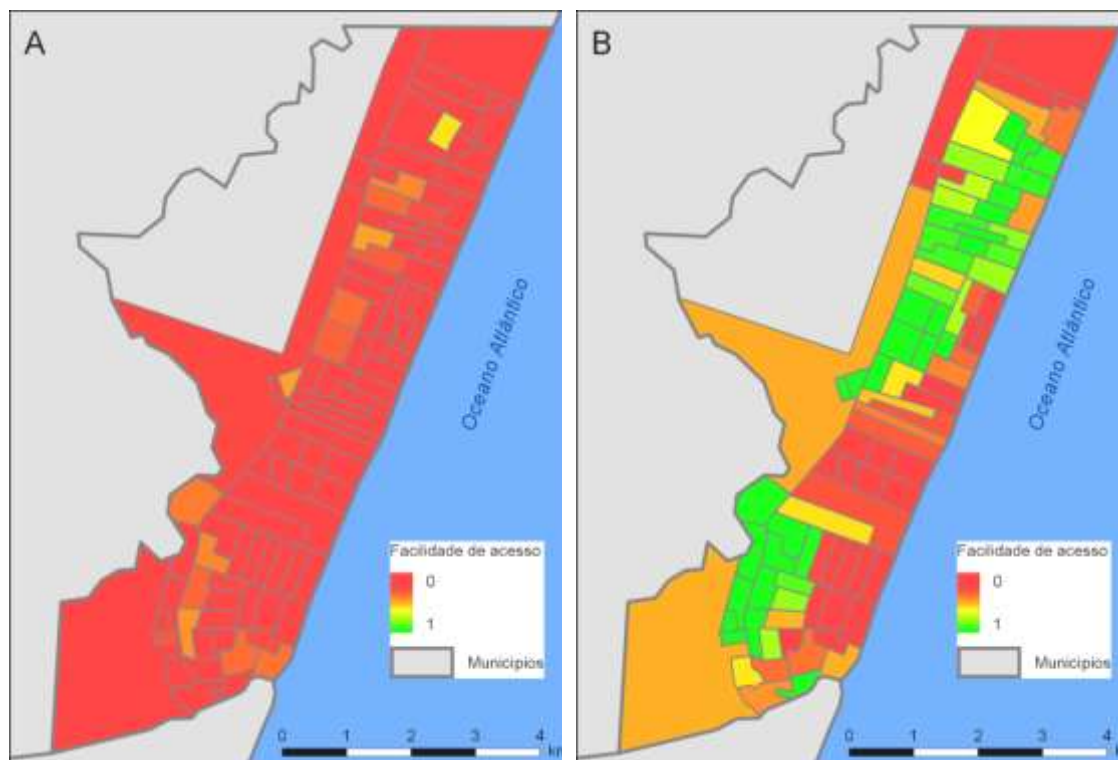 A
Oceano Atlântico
Facilidade de acesso
0
1
Municípios
0 1 2 3 4
km
B
Oceano Atlântico
Facilidade de acesso
0
1
Municípios
0 1 2 3 4